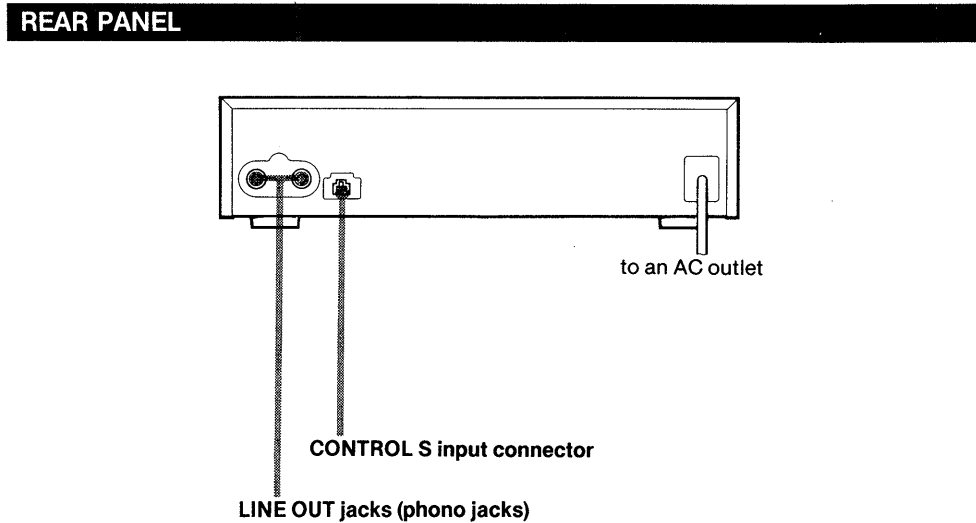 REAR PANEL
to an AC outlet
CONTROL S input connector
LINE OUT jacks (phono jacks)